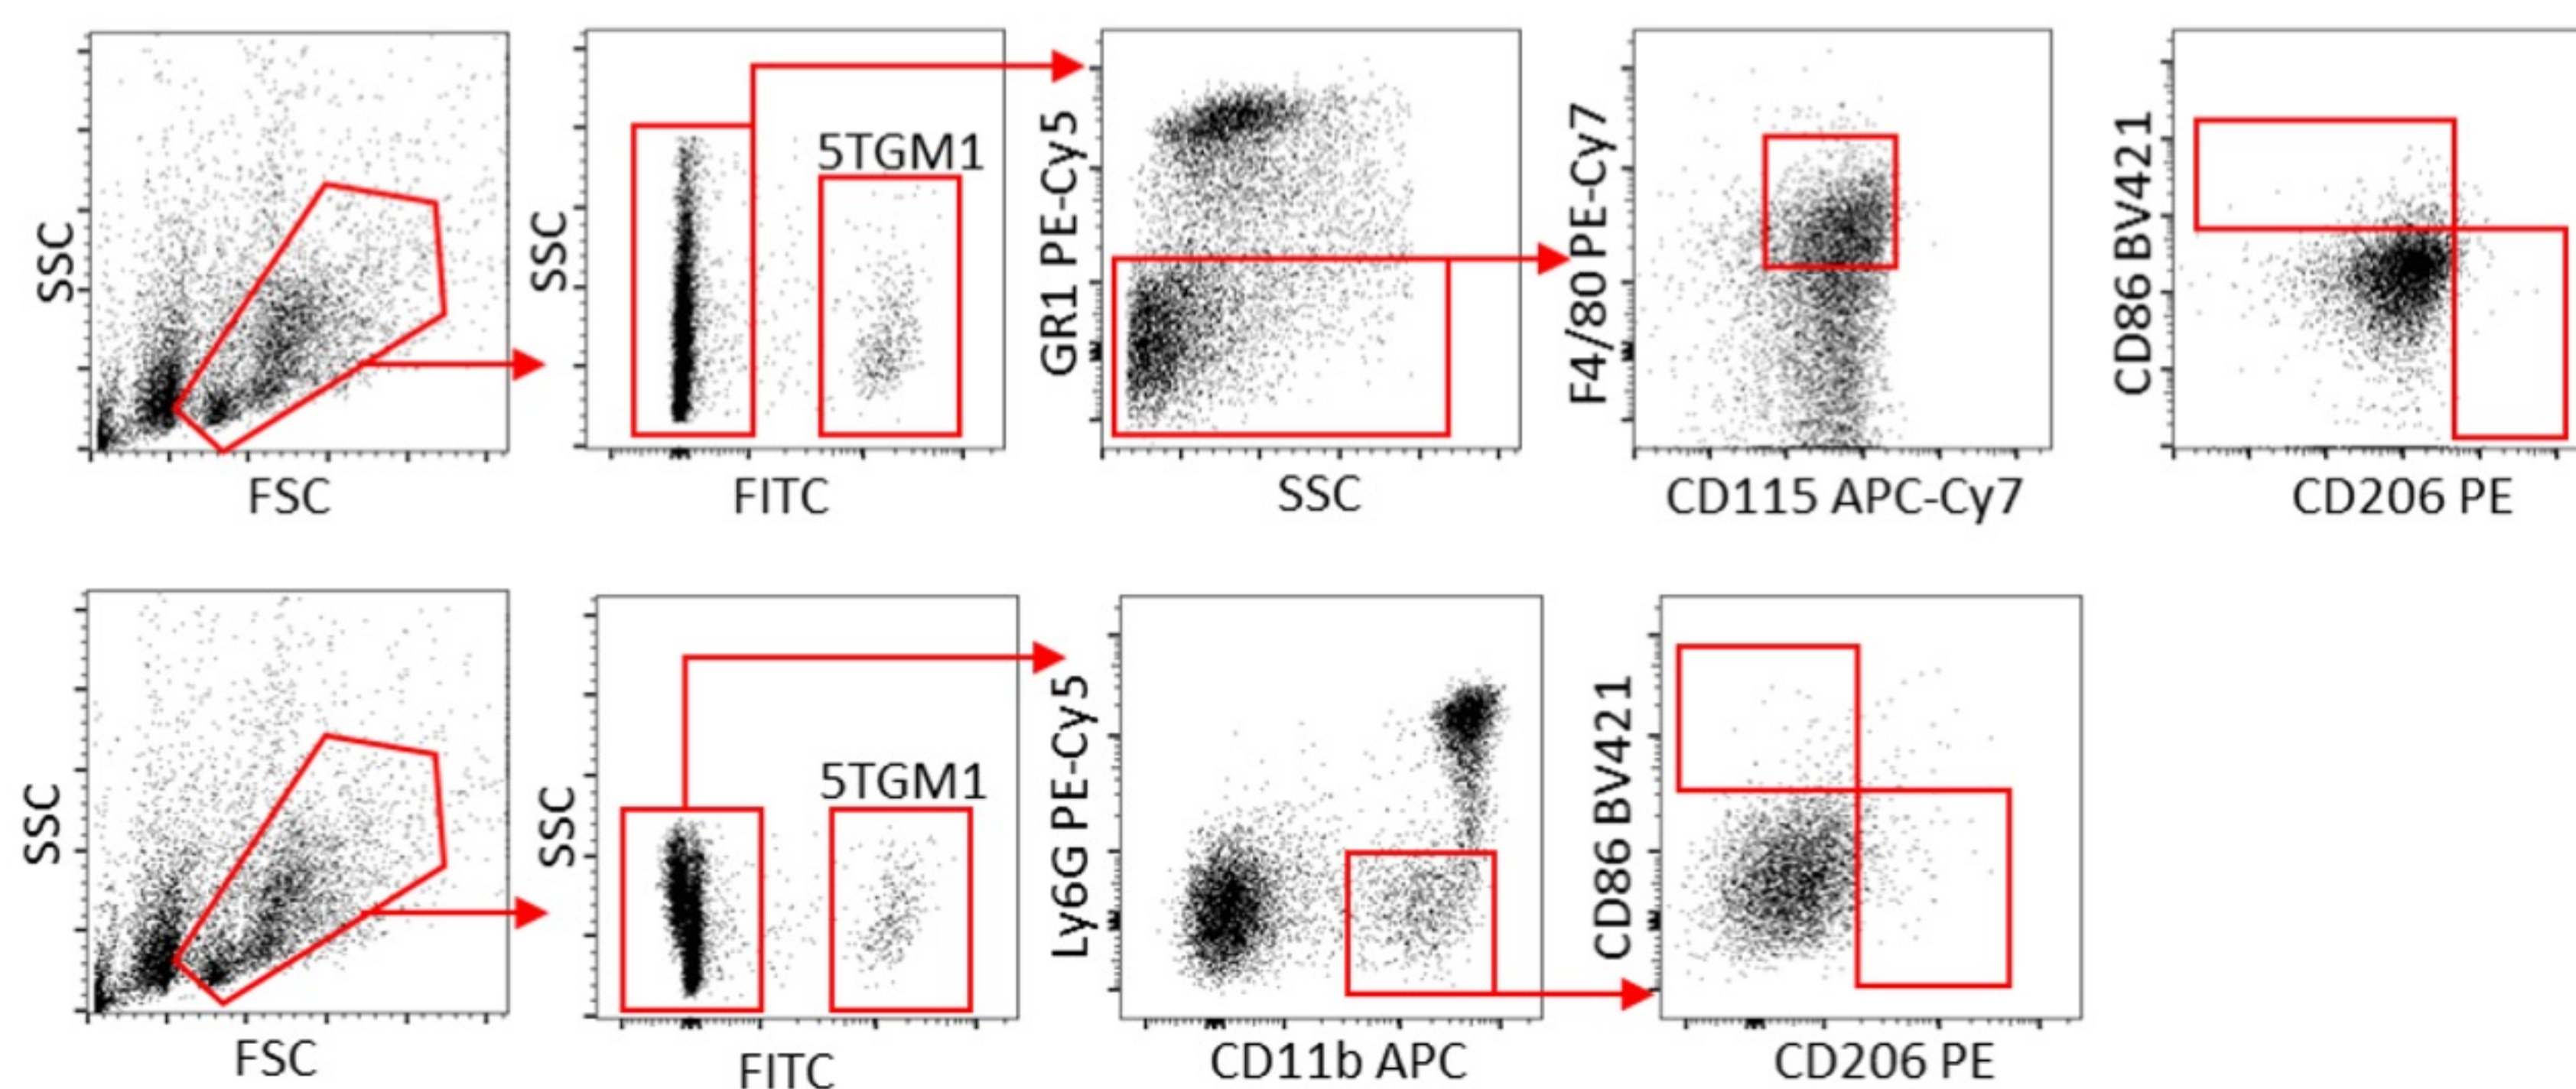 SSC
FSC
SSC
5TGM1
FITC
GR1 PE-Cy5
SSC
F4/80 PE-Cy7
CD115 APC-Cy7
CD86 BV421
CD206 PE
SSC
FSC
SSC
5TGM1
FITC
Ly6G PE-Cy5
CD11b APC
CD86 BV421
CD206 PE